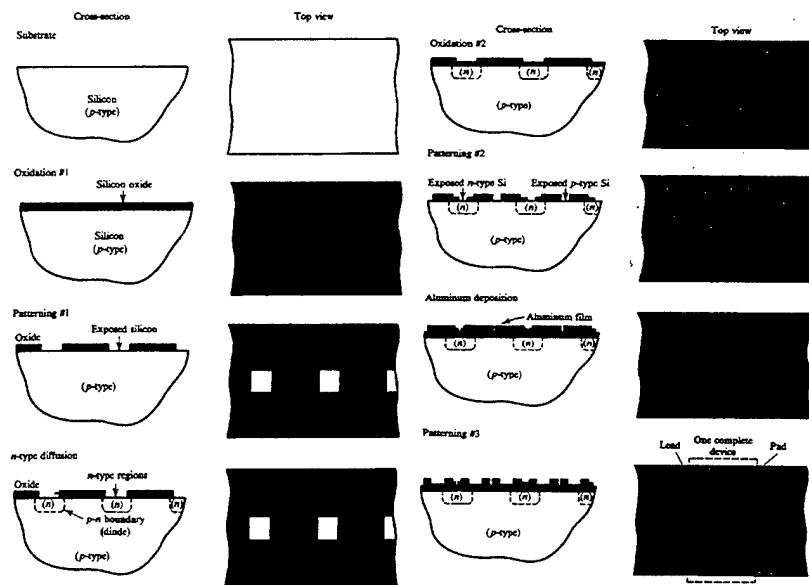 Cross-section
Top view
Substrate
Silicon
(p-type)
Oxidation #1
Silicon oxide
Silicon
(p-type)
Patterning #1
Oxide
Exposed silicon
(p-type)
n-type diffusion
Oxide
n-type regions
(n)
(n)
(n)
p-n boundary
(diode)
(p-type)
Cross-section
Top view
Oxidation #2
(n)
(n)
(n)
(p-type)
Patterning #2
Exposed n-type Si
Exposed p-type Si
(n)
(n)
(n)
(p-type)
Aluminum deposition
Aluminum film
(n)
(n)
(n)
(p-type)
Patterning #3
(n)
(n)
(n)
(p-type)
Lead
One complete
device
Pad